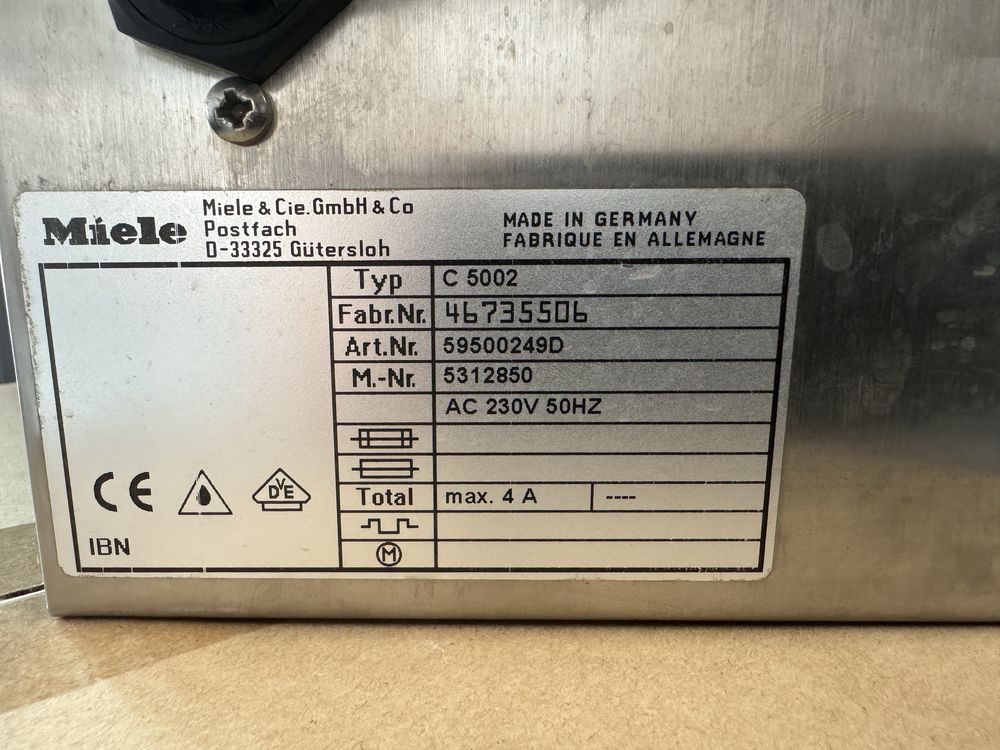 Miele
Miele & Cie. GmbH & Co
Postfach
D-33325 Gütersloh
MADE IN GERMANY
FABRIQUE EN ALLEMAGNE
Typ C 5002
Fabr.Nr. 46735506
Art.Nr. 59500249D
M.-Nr. 5312850
AC 230V 50HZ
Total max. 4 A ----
M
CE
DVE
IBN